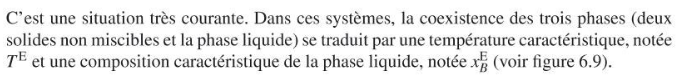 C’est une situation très courante. Dans ces systèmes, la coexistence des trois phases (deux
solides non miscibles et la phase liquide) se traduit par une température caractéristique, notée
Tᴱ et une composition caractéristique de la phase liquide, notée x_B^E (voir figure 6.9).